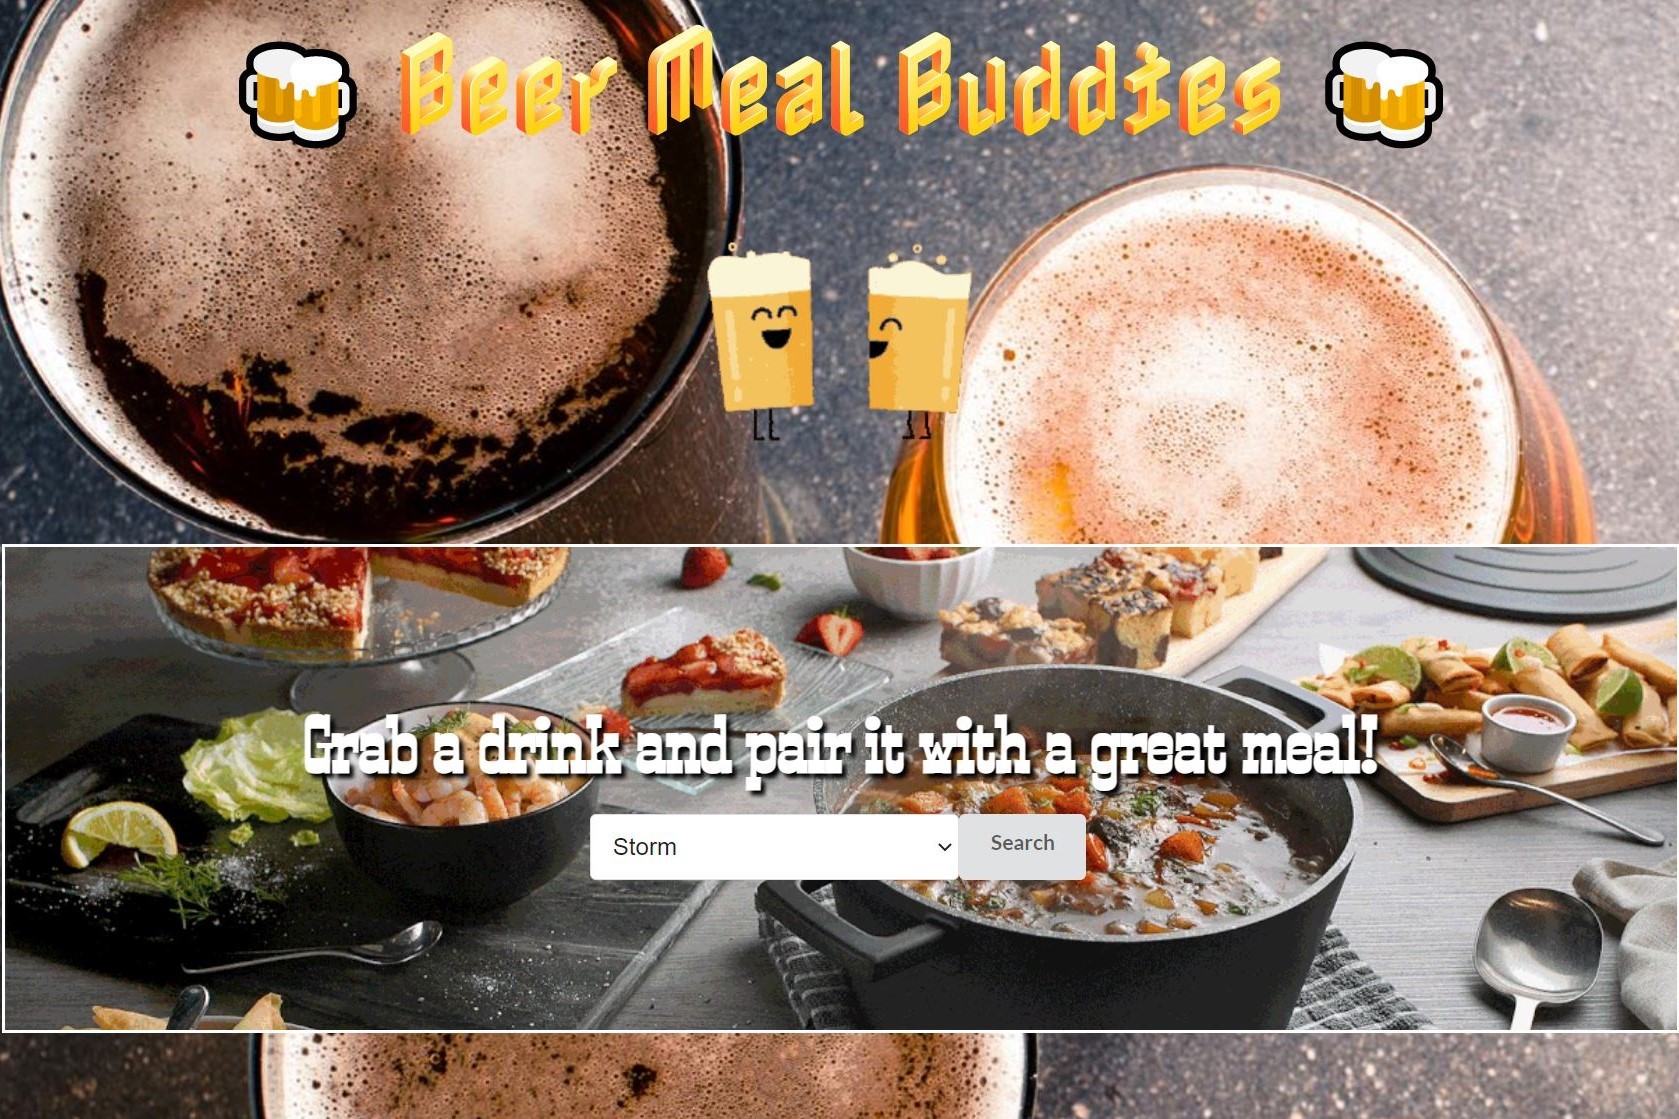 Beer Meal Buddies
Grab a drink and pair it with a great meal!
Storm
Search